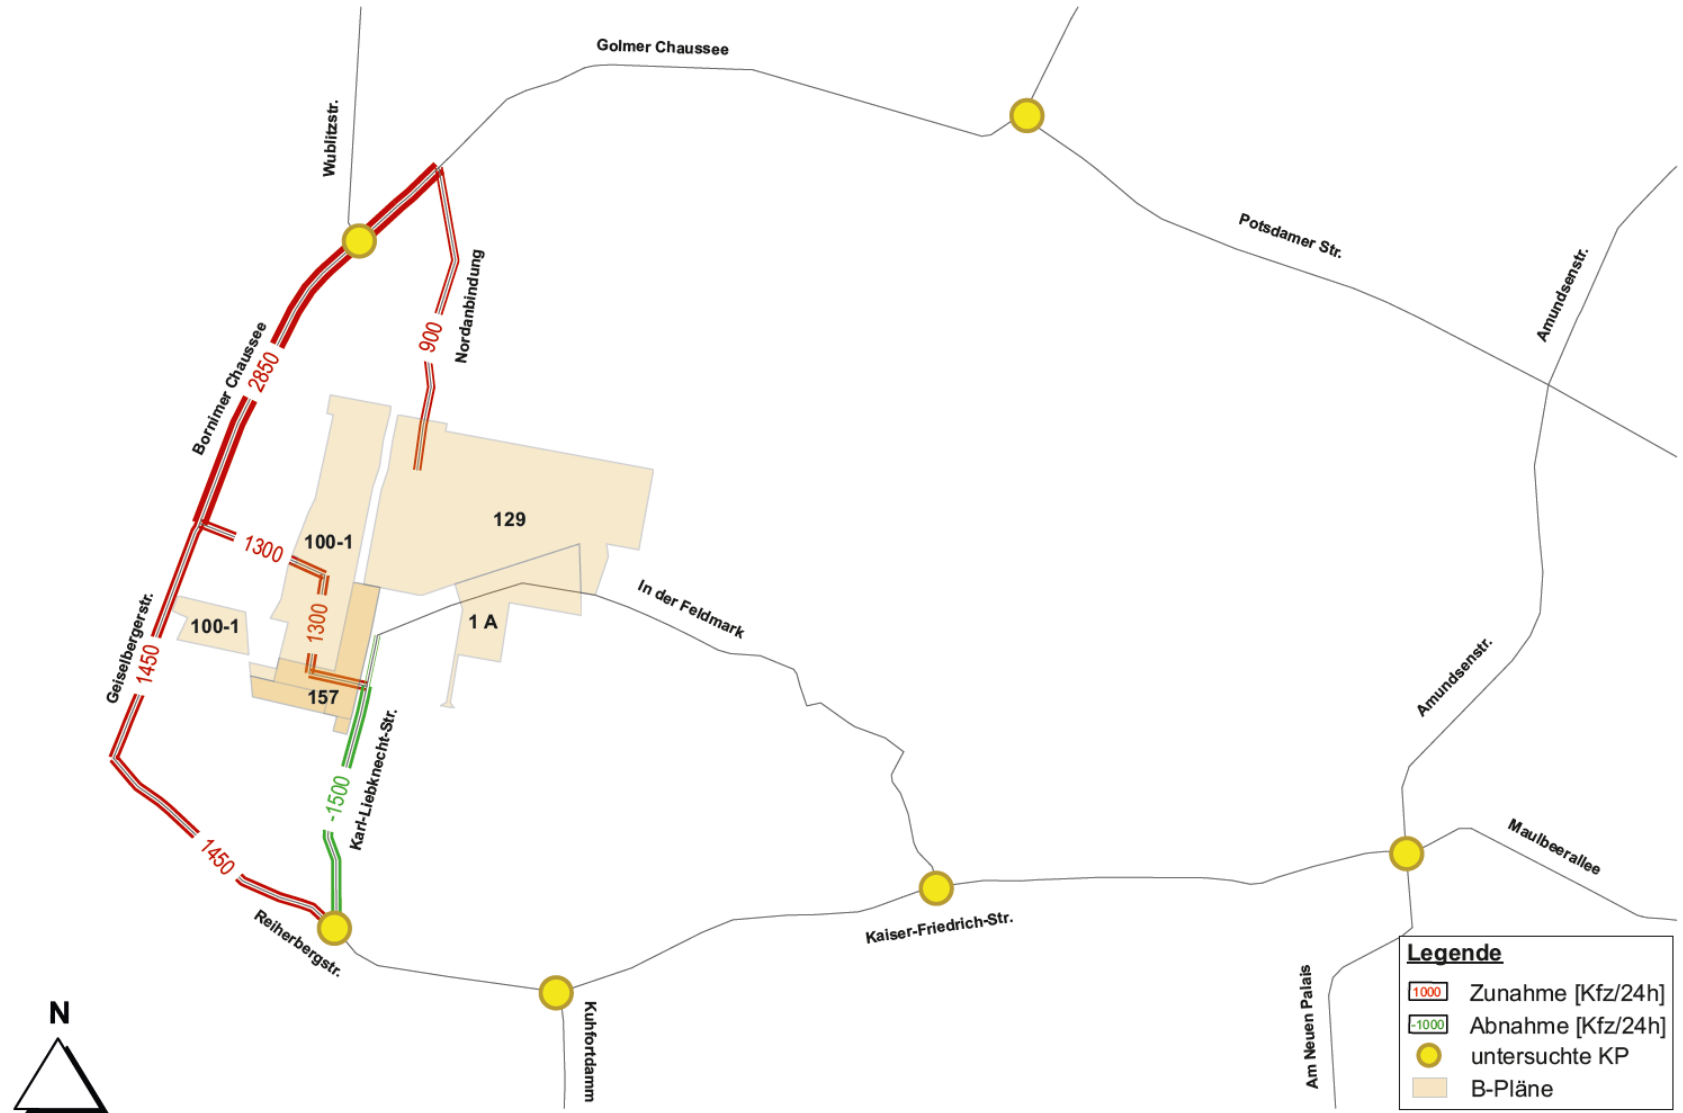 Golmer Chaussee
Wublitzstr.
Potsdamer Str.
Amundsenstr.
Nordanbindung
900
Bornimer Chaussee
2850
129
100-1
1300
1300
In der Feldmark
1 A
100-1
Geiselbergerstr.
1450
157
Amundsenstr.
Karl-Liebknecht-Str.
-1500
1450
Maulbeerallee
Reiherbergstr.
Kaiser-Friedrich-Str.
Kuhfortdamm
Am Neuen Palais
N
Legende
1000 Zunahme [Kfz/24h]
-1000 Abnahme [Kfz/24h]
untersuchte KP
B-Pläne